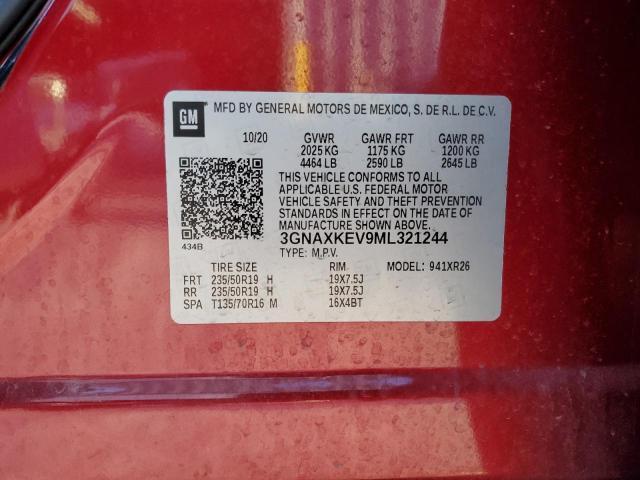 GM
MFD BY GENERAL MOTORS DE MEXICO, S. DE R.L. DE C.V.
10/20 GVWR GAWR FRT GAWR RR
2025 KG 1175 KG 1200 KG
4464 LB 2590 LB 2645 LB
THIS VEHICLE CONFORMS TO ALL
APPLICABLE U.S. FEDERAL MOTOR
VEHICLE SAFETY AND THEFT PREVENTION
STANDARDS IN EFFECT ON THE DATE OF
MANUFACTURE SHOWN ABOVE.
434B
3GNAXKEV9ML321244
TYPE: M.P.V.
TIRE SIZE RIM MODEL: 941XR26
FRT 235/50R19 H 19X7.5J
RR 235/50R19 H 19X7.5J
SPA T135/70R16 M 16X4BT